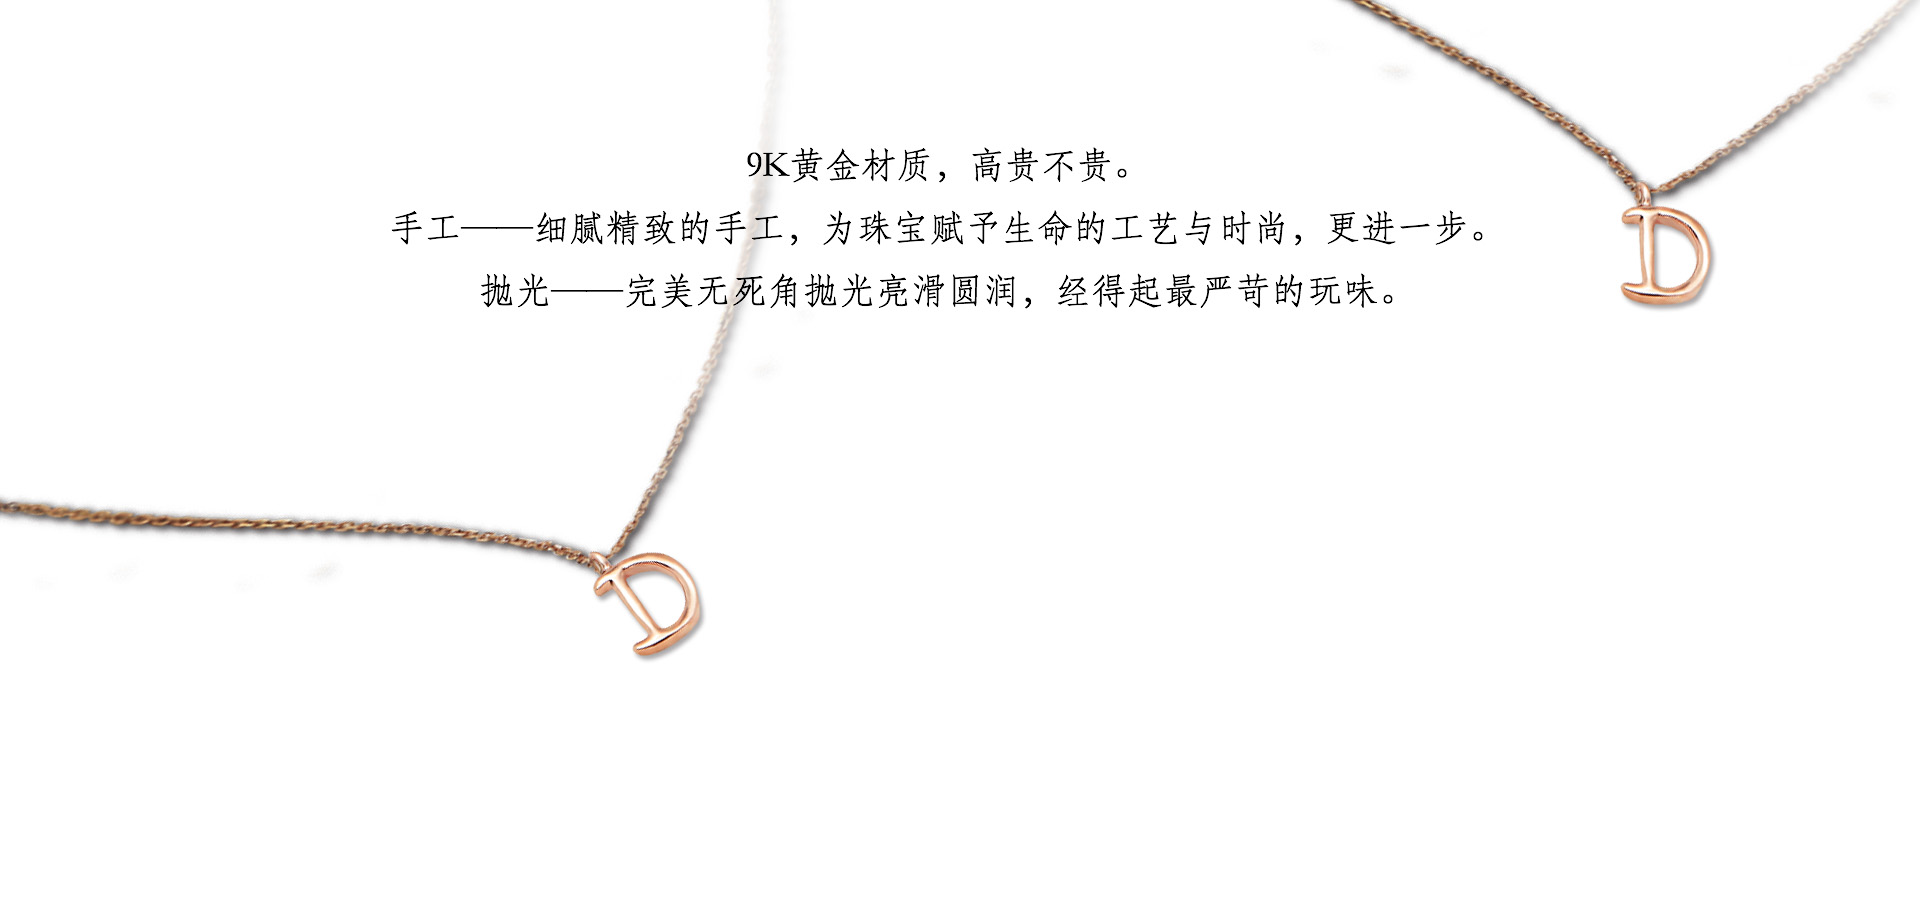 9K黄金材质，高贵不贵。
手工——细腻精致的手工，为珠宝赋予生命的工艺与时尚，更进一步。
抛光——完美无死角抛光亮滑圆润，经得起最严苛的玩味。
D
D